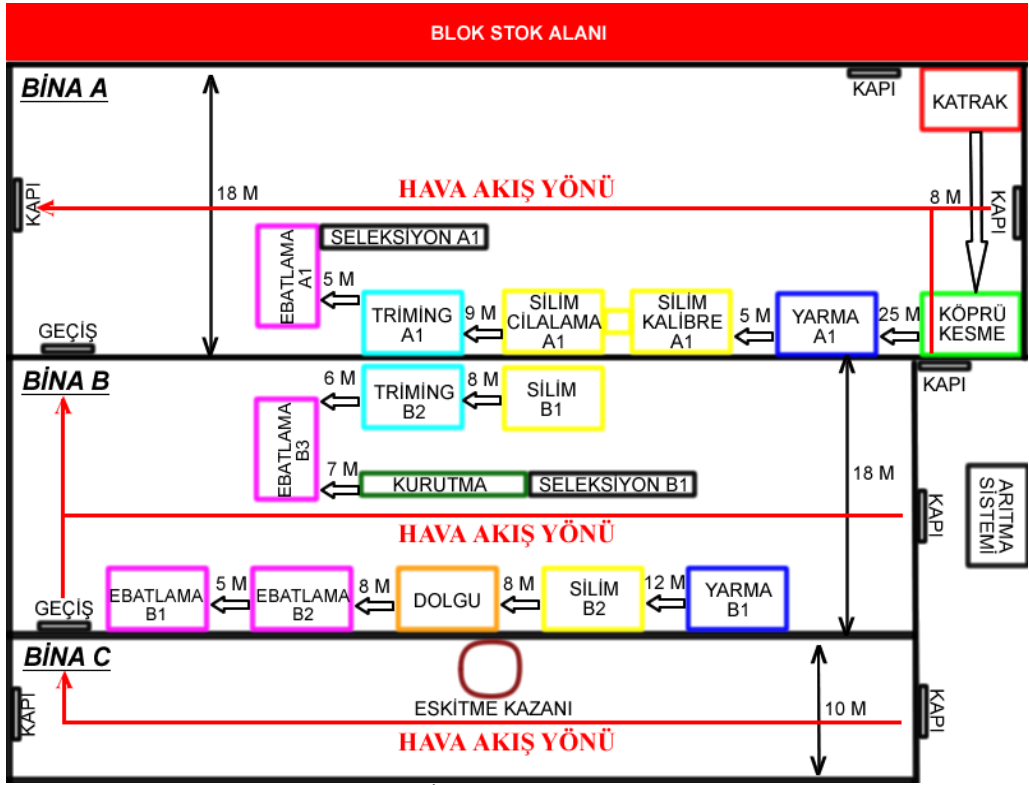 BLOK STOK ALANI
BİNA A
KAPI
KATRAK
KAPI
18 M
HAVA AKIŞ YÖNÜ
8 M
KAPI
EBATLAMA
A1
SELEKSİYON A1
5 M
TRİMİNG
A1
9 M
SİLİM
CİLALAMA
A1
SİLİM
KALİBRE
A1
5 M
YARMA
A1
25 M
KÖPRÜ
KESME
GEÇİŞ
BİNA B
KAPI
6 M
TRİMİNG
B2
8 M
SİLİM
B1
EBATLAMA
B3
7 M
KURUTMA
SELEKSİYON B1
18 M
ARITMA
SİSTEMİ
KAPI
HAVA AKIŞ YÖNÜ
GEÇİŞ
EBATLAMA
B1
5 M
EBATLAMA
B2
8 M
DOLGU
8 M
SİLİM
B2
12 M
YARMA
B1
BİNA C
KAPI
ESKİTME KAZANI
10 M
KAPI
HAVA AKIŞ YÖNÜ